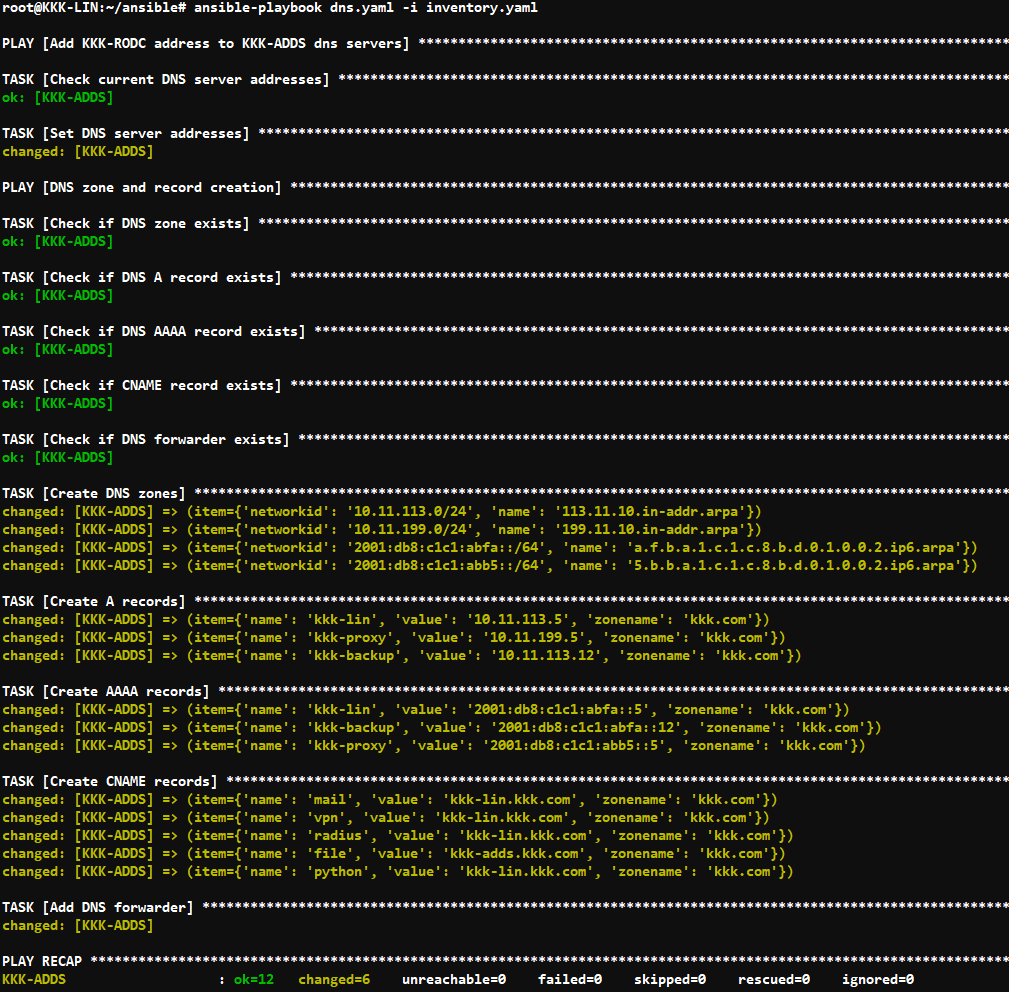 root@KKK-LIN:~/ansible# ansible-playbook dns.yaml -i inventory.yaml
PLAY [Add KKK-RODC address to KKK-ADDS dns servers] **************************************************************************
TASK [Check current DNS server addresses] ************************************************************************************
ok: [KKK-ADDS]
TASK [Set DNS server addresses] **********************************************************************************************
changed: [KKK-ADDS]
PLAY [DNS zone and record creation] ******************************************************************************************
TASK [Check if DNS zone exists] **********************************************************************************************
ok: [KKK-ADDS]
TASK [Check if DNS A record exists] ******************************************************************************************
ok: [KKK-ADDS]
TASK [Check if DNS AAAA record exists] ***************************************************************************************
ok: [KKK-ADDS]
TASK [Check if CNAME record exists] ******************************************************************************************
ok: [KKK-ADDS]
TASK [Check if DNS forwarder exists] *****************************************************************************************
ok: [KKK-ADDS]
TASK [Create DNS zones] ******************************************************************************************************
changed: [KKK-ADDS] => (item={'networkid': '10.11.113.0/24', 'name': '113.11.10.in-addr.arpa'})
changed: [KKK-ADDS] => (item={'networkid': '10.11.199.0/24', 'name': '199.11.10.in-addr.arpa'})
changed: [KKK-ADDS] => (item={'networkid': '2001:db8:c1c1:abfa::/64', 'name': 'a.f.b.a.1.c.1.c.8.b.d.0.1.0.0.2.ip6.arpa'})
changed: [KKK-ADDS] => (item={'networkid': '2001:db8:c1c1:abb5::/64', 'name': '5.b.b.a.1.c.1.c.8.b.d.0.1.0.0.2.ip6.arpa'})
TASK [Create A records] ******************************************************************************************************
changed: [KKK-ADDS] => (item={'name': 'kkk-lin', 'value': '10.11.113.5', 'zonename': 'kkk.com'})
changed: [KKK-ADDS] => (item={'name': 'kkk-proxy', 'value': '10.11.199.5', 'zonename': 'kkk.com'})
changed: [KKK-ADDS] => (item={'name': 'kkk-backup', 'value': '10.11.113.12', 'zonename': 'kkk.com'})
TASK [Create AAAA records] ***************************************************************************************************
changed: [KKK-ADDS] => (item={'name': 'kkk-lin', 'value': '2001:db8:c1c1:abfa::5', 'zonename': 'kkk.com'})
changed: [KKK-ADDS] => (item={'name': 'kkk-backup', 'value': '2001:db8:c1c1:abfa::12', 'zonename': 'kkk.com'})
changed: [KKK-ADDS] => (item={'name': 'kkk-proxy', 'value': '2001:db8:c1c1:abb5::5', 'zonename': 'kkk.com'})
TASK [Create CNAME records] **************************************************************************************************
changed: [KKK-ADDS] => (item={'name': 'mail', 'value': 'kkk-lin.kkk.com', 'zonename': 'kkk.com'})
changed: [KKK-ADDS] => (item={'name': 'vpn', 'value': 'kkk-lin.kkk.com', 'zonename': 'kkk.com'})
changed: [KKK-ADDS] => (item={'name': 'radius', 'value': 'kkk-lin.kkk.com', 'zonename': 'kkk.com'})
changed: [KKK-ADDS] => (item={'name': 'file', 'value': 'kkk-adds.kkk.com', 'zonename': 'kkk.com'})
changed: [KKK-ADDS] => (item={'name': 'python', 'value': 'kkk-lin.kkk.com', 'zonename': 'kkk.com'})
TASK [Add DNS forwarder] *****************************************************************************************************
changed: [KKK-ADDS]
PLAY RECAP *******************************************************************************************************************
KKK-ADDS                   : ok=12   changed=6    unreachable=0    failed=0    skipped=0    rescued=0    ignored=0